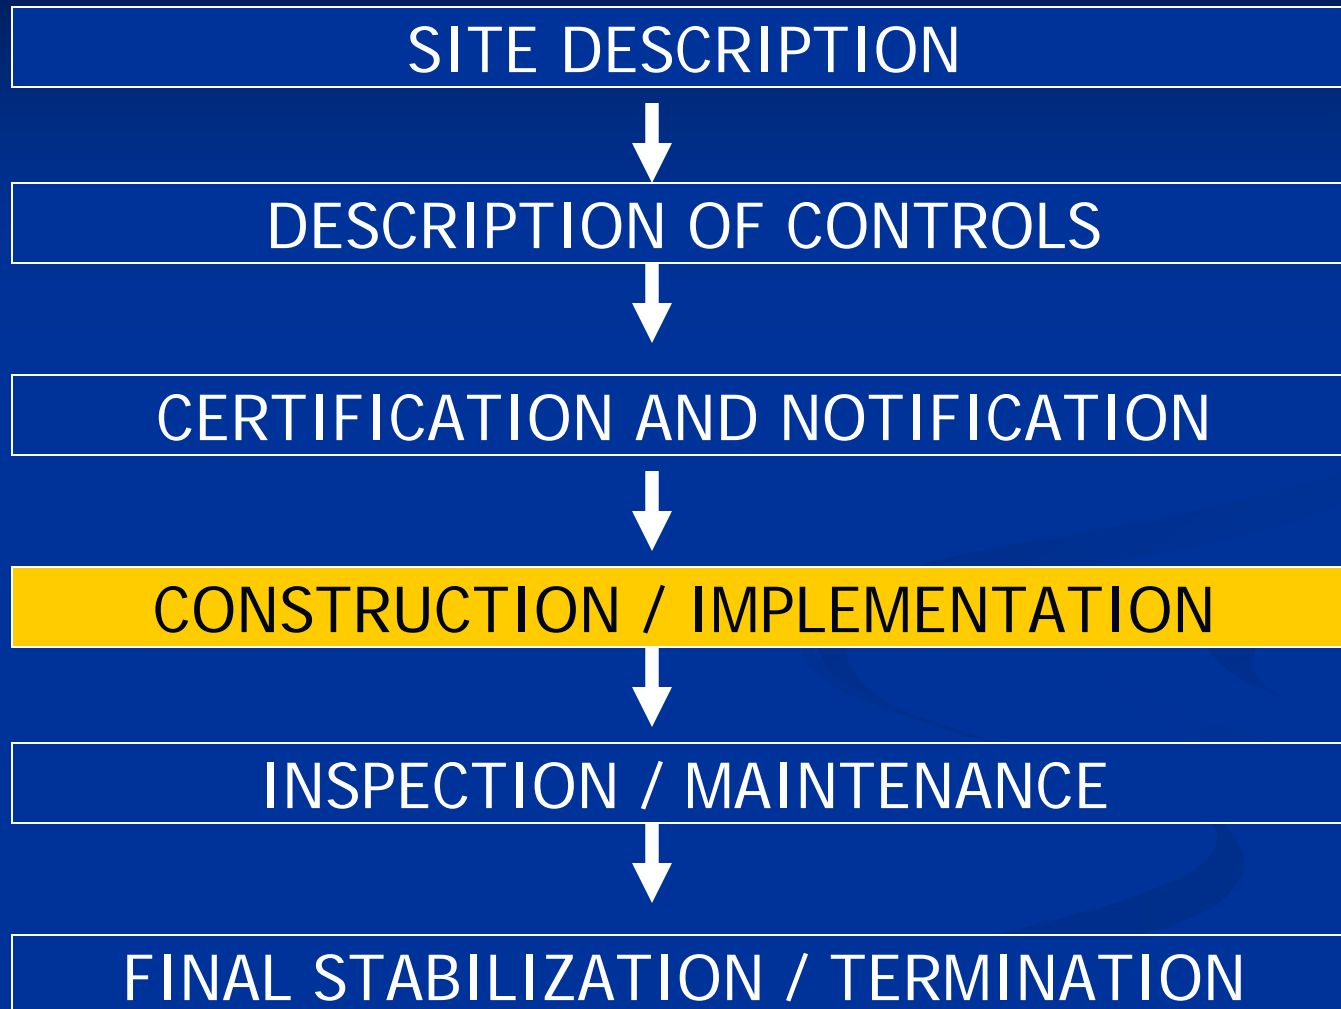 SITE DESCRIPTION
DESCRIPTION OF CONTROLS
CERTIFICATION AND NOTIFICATION
CONSTRUCTION / IMPLEMENTATION
INSPECTION / MAINTENANCE
FINAL STABILIZATION / TERMINATION